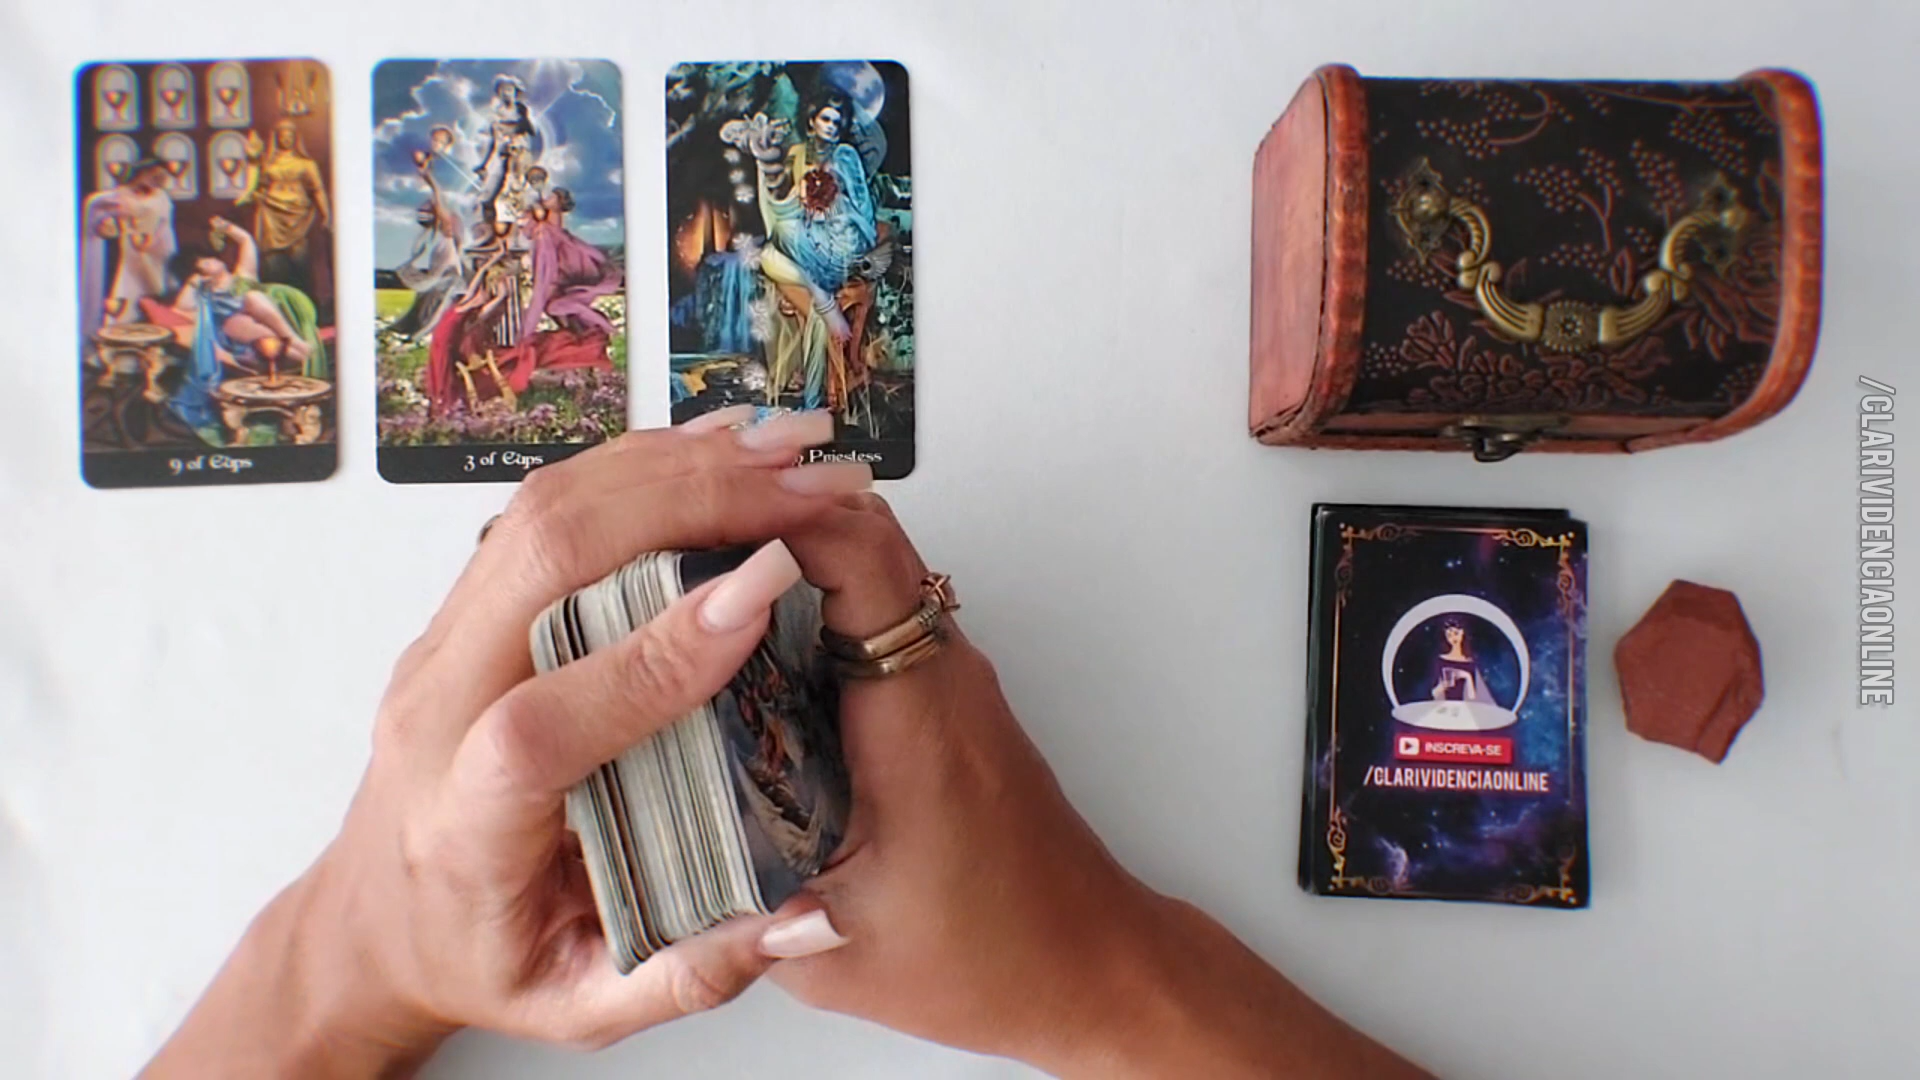 9 of Cups
3 of Cups
Priestess
INSCREVA-SE
/CLARIVIDENCIAONLINE
/CLARIVIDENCIAONLINE